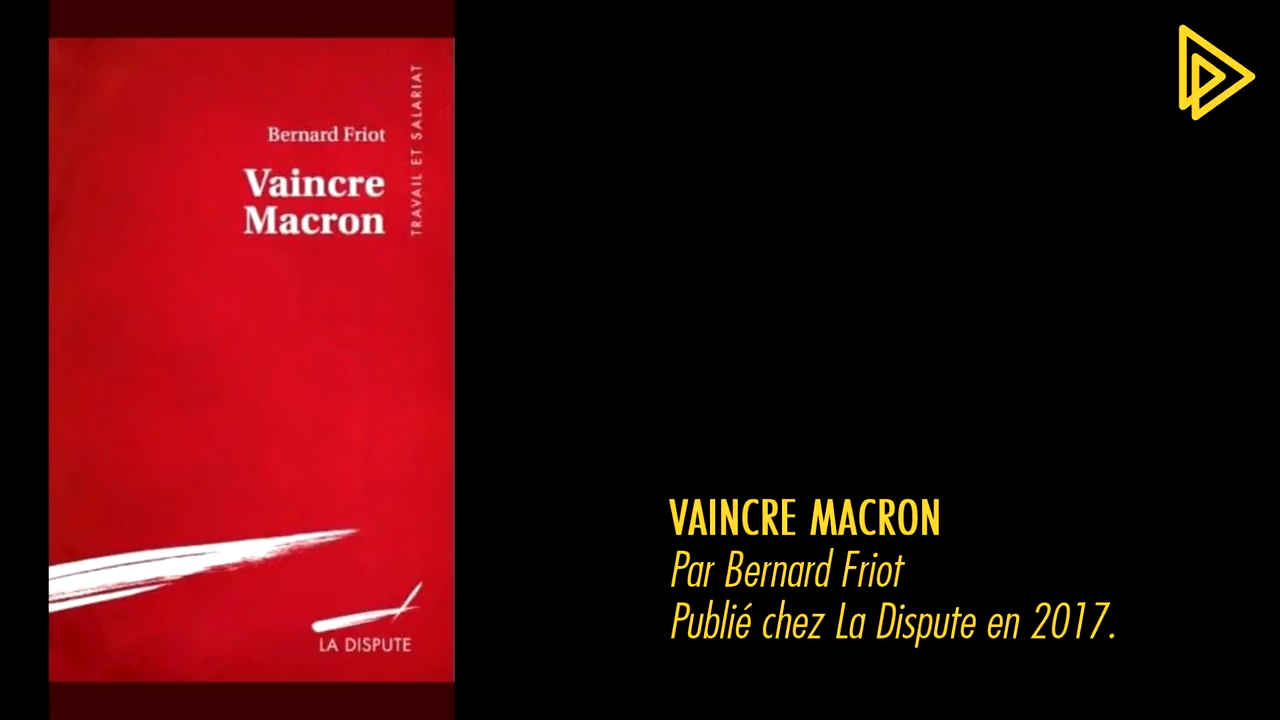 Bernard Friot
Vaincre
Macron
TRAVAIL ET SALARIAT
LA DISPUTE
VAINCRE MACRON
Par Bernard Friot
Publié chez La Dispute en 2017.